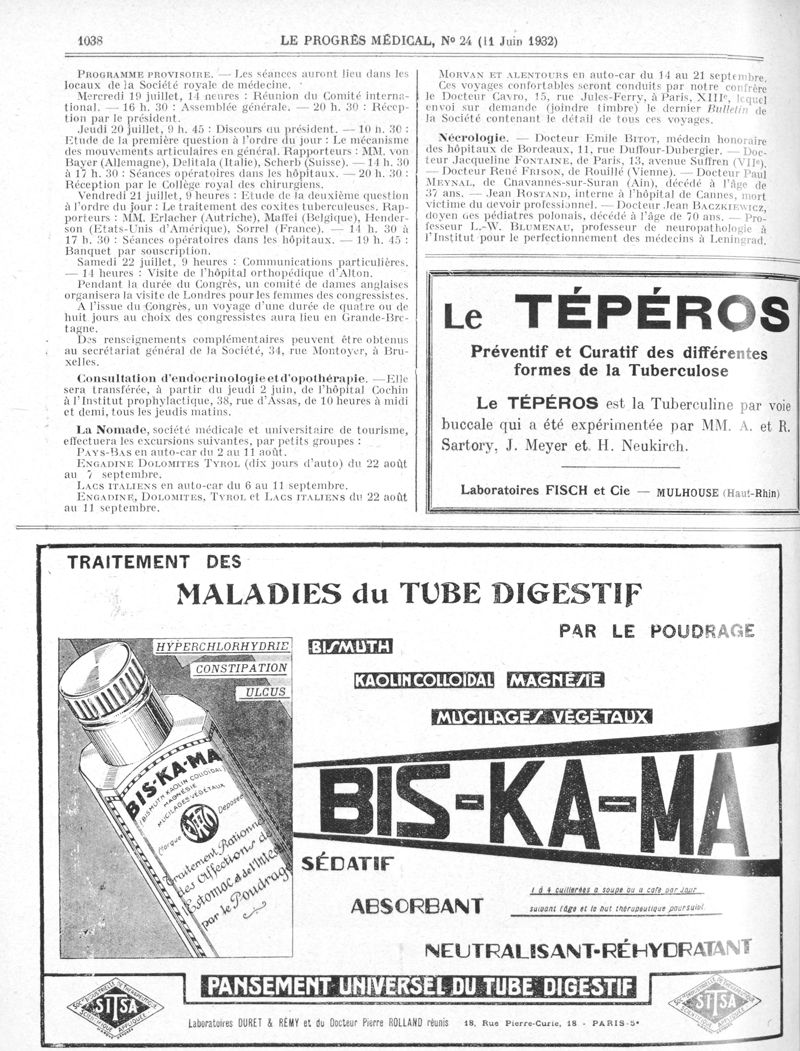 1038
LE PROGRÈS MÉDICAL, No 24 (11 Juin 1932)
PROGRAMME PROVISOIRE. — Les séances auront lieu dans les
locaux de la Société royale de médecine.
Mercredi 19 juillet, 14 heures : Réunion du Comité interna-
tional. — 16 h. 30 : Assemblée générale. — 20 h. 30 : Récep-
tion par le président.
Jeudi 20 juillet, 9 h. 45 : Discours du président. — 10 h. 30 :
Etude de la première question à l'ordre du jour : Le mécanisme
des mouvements articulaires en général. Rapporteurs : MM. von
Bayer (Allemagne), Delitala (Italie), Scherb (Suisse). — 14 h. 30
à 17 h. 30 : Séances opératoires dans les hôpitaux. — 20 h. 30 :
Réception par le Collège royal des chirurgiens.
Vendredi 21 juillet, 9 heures : Etude de la deuxième question
à l'ordre du jour : Le traitement des coxites tuberculeuses. Rap-
porteurs : MM. Erlacher (Autriche), Maffei (Belgique), Hender-
son (Etats-Unis d'Amérique), Sorrel (France). — 14 h. 30 à
17 h. 30 : Séances opératoires dans les hôpitaux. — 19 h. 45 :
Banquet par souscription.
Samedi 22 juillet, 9 heures : Communications particulières.
— 14 heures : Visite de l'hôpital orthopédique d'Alton.
Pendant la durée du Congrès, un comité de dames anglaises
organisera la visite de Londres pour les femmes des congressistes.
A l'issue du Congrès, un voyage d'une durée de quatre ou de
huit jours au choix des congressistes aura lieu en Grande-Bre-
tagne.
Des renseignements complémentaires peuvent être obtenus
au secrétariat général de la Société, 34, rue Montoyer, à Bru-
xelles.
Consultation d'endocrinologie et d'opothérapie. — Elle
sera transférée, à partir du jeudi 2 juin, de l'hôpital Cochin
à l'Institut prophylactique, 38, rue d'Assas, de 10 heures à midi
et demi, tous les jeudis matins.
La Nomade, société médicale et universitaire de tourisme,
effectuera les excursions suivantes, par petits groupes :
PAYS-BAS en auto-car du 2 au 11 août.
ENGADINE DOLOMITES TYROL (dix jours d'auto) du 22 août
au 7 septembre.
LACS ITALIENS en auto-car du 6 au 11 septembre.
ENGADINE, DOLOMITES, TYROL et LACS ITALIENS du 22 août
au 11 septembre.
MORVAN ET ALENTOURS en auto-car du 14 au 21 septembre.
Ces voyages confortables seront conduits par notre confrère
le Docteur CAVRO, 15, rue Jules-Ferry, à Paris, XIIIe, lequel
envoi sur demande (joindre timbre) le dernier Bulletin de
la Société contenant le détail de tous ces voyages.
Nécrologie. — Docteur Emile BITOT, médecin honoraire
des hôpitaux de Bordeaux, 11, rue Duffour-Dubergier. — Doc-
teur Jacqueline FONTAINE, de Paris, 13, avenue Suffren (VIIe).
— Docteur René FRISON, de Rouillé (Vienne). — Docteur Paul
MEYNAL, de Chavannes-sur-Suran (Ain), décédé à l'âge de
37 ans. — Jean ROSTAND, interne à l'hôpital de Cannes, mort
victime du devoir professionnel. — Docteur Jean BACZKIEWICZ,
doyen des pédiatres polonais, décédé à l'âge de 70 ans. — Pro-
fesseur L.-W. BLUMENAU, professeur de neuropathologie à
l'Institut pour le perfectionnement des médecins à Leningrad.
Le TÉPÉROS
Préventif et Curatif des différentes
formes de la Tuberculose
Le TÉPÉROS est la Tuberculine par voie
buccale qui a été expérimentée par MM. A. et R.
Sartory, J. Meyer et H. Neukirch.
Laboratoires FISCH et Cie — MULHOUSE (Haut-Rhin)
TRAITEMENT DES
MALADIES du TUBE DIGESTIF
PAR LE POUDRAGE
HYPERCHLORHYDRIE
CONSTIPATION
ULCUS
BISMUTH
KAOLIN COLLOIDAL MAGNÉSIE
MUCILAGES VÉGÉTAUX
BIS-KA-MA
(BISMUTH KAOLIN COLLOIDAL)
MAGNÉSIE
MUCILAGES-VÉGÉTAUX
Marque Déposée
Traitement Rationnel
des Affections de
Estomac et de l'Intes
par le Poudrage
BIS-KA-MA
SÉDATIF
1 à 4 cuillerées a soupe ou a café par Jour
suivant l'âge et le but thérapeutique poursuivi.
ABSORBANT
NEUTRALISANT-RÉHYDRATANT
PANSEMENT UNIVERSEL DU TUBE DIGESTIF
SITSA
SITSA
Laboratoires DURET & RÉMY et du Docteur Pierre ROLLAND réunis 18, Rue Pierre-Curie, 18 - PARIS-5e